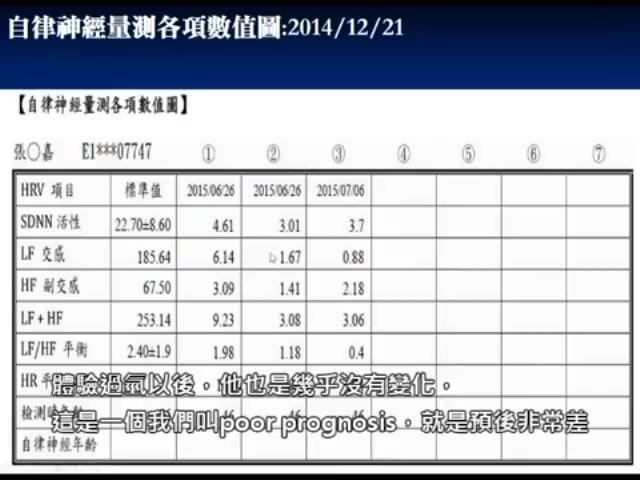 自律神經量測各項數值圖:2014/12/21
【自律神經量測各項數值圖】
張〇嘉 E1***07747 ① ② ③ ④ ⑤ ⑥ ⑦
HRV 項目 標準值 2015/06/26 2015/06/26 2015/07/06
SDNN 活性 22.70±8.60 4.61 3.01 3.7
LF 交感 185.64 6.14 1.67 0.88
HF 副交感 67.50 3.09 1.41 2.18
LF+HF 253.14 9.23 3.08 3.06
LF/HF 平衡 2.40±1.9 1.98 1.18 0.4
HR 平
體驗過氫以後，他也是幾乎沒有變化，
檢測 齡 46 46 46
這是一個我們叫poor prognosis，就是預後非常差
自律神經年齡